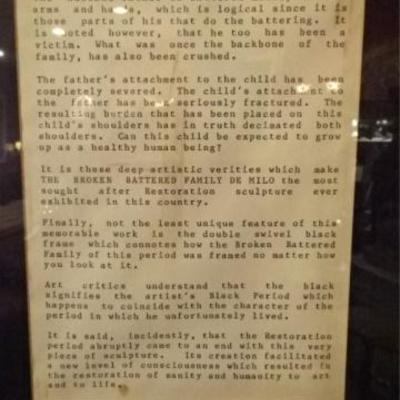 arms and hands, which is logical since it is
those parts of his that do the battering. It
is noted however, that he too has been a
victim. What was once the backbone of the
family, has also been crushed.
The father's attachment to the child has been
completely severed. The child's attachment to
the father has been seriously fractured. The
resulting burden that has been placed on this
child's shoulders has in truth decimated both
shoulders. Can this child be expected to grow
up as a healthy human being?
It is these deep artistic verities which make
THE BROKEN BATTERED FAMILY DE MILO the most
sought after Restoration sculpture ever
exhibited in this country.
Finally, not the least unique feature of this
memorable work is the double swivel black
frame which connotes how the Broken Battered
Family of this period was framed no matter how
you look at it.
Art critics understand that the black
signifies the artist's Black Period which
happens to coincide with the character of the
period in which he unfortunately lived.
It is said, incidently, that the Restoration
period abruptly came to an end with this very
piece of sculpture. Its creation facilitated
a new level of consciousness which resulted in
the restoration of sanity and humanity to art
and to life.